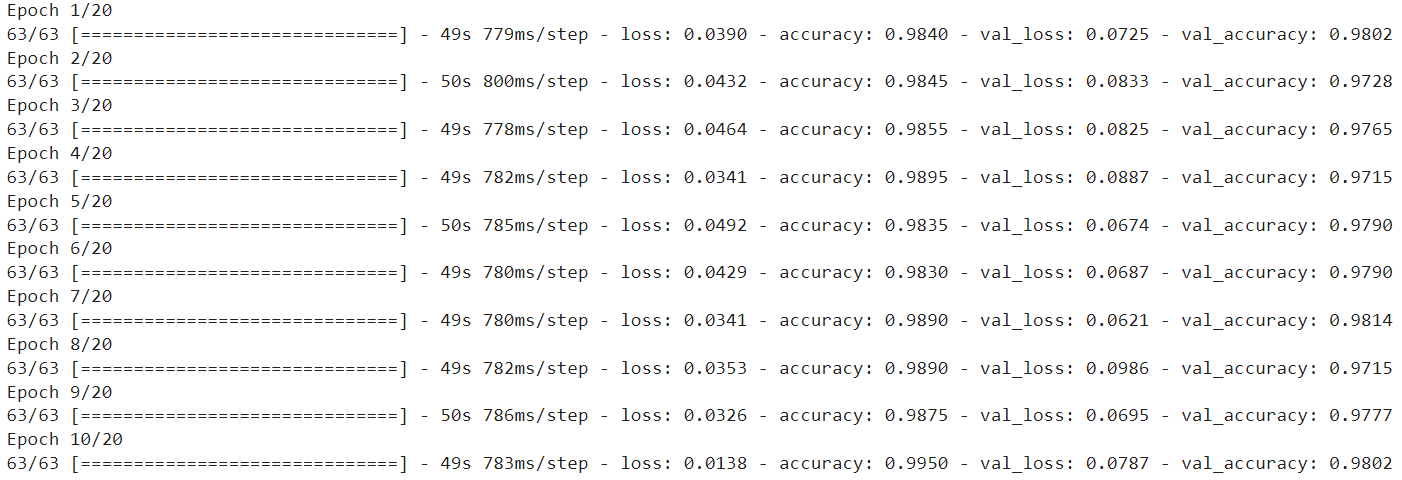 Epoch 1/20
63/63 [==============================] - 49s 779ms/step - loss: 0.0390 - accuracy: 0.9840 - val_loss: 0.0725 - val_accuracy: 0.9802
Epoch 2/20
63/63 [==============================] - 50s 800ms/step - loss: 0.0432 - accuracy: 0.9845 - val_loss: 0.0833 - val_accuracy: 0.9728
Epoch 3/20
63/63 [==============================] - 49s 778ms/step - loss: 0.0464 - accuracy: 0.9855 - val_loss: 0.0825 - val_accuracy: 0.9765
Epoch 4/20
63/63 [==============================] - 49s 782ms/step - loss: 0.0341 - accuracy: 0.9895 - val_loss: 0.0887 - val_accuracy: 0.9715
Epoch 5/20
63/63 [==============================] - 50s 785ms/step - loss: 0.0492 - accuracy: 0.9835 - val_loss: 0.0674 - val_accuracy: 0.9790
Epoch 6/20
63/63 [==============================] - 49s 780ms/step - loss: 0.0429 - accuracy: 0.9830 - val_loss: 0.0687 - val_accuracy: 0.9790
Epoch 7/20
63/63 [==============================] - 49s 780ms/step - loss: 0.0341 - accuracy: 0.9890 - val_loss: 0.0621 - val_accuracy: 0.9814
Epoch 8/20
63/63 [==============================] - 49s 782ms/step - loss: 0.0353 - accuracy: 0.9890 - val_loss: 0.0986 - val_accuracy: 0.9715
Epoch 9/20
63/63 [==============================] - 50s 786ms/step - loss: 0.0326 - accuracy: 0.9875 - val_loss: 0.0695 - val_accuracy: 0.9777
Epoch 10/20
63/63 [==============================] - 49s 783ms/step - loss: 0.0138 - accuracy: 0.9950 - val_loss: 0.0787 - val_accuracy: 0.9802